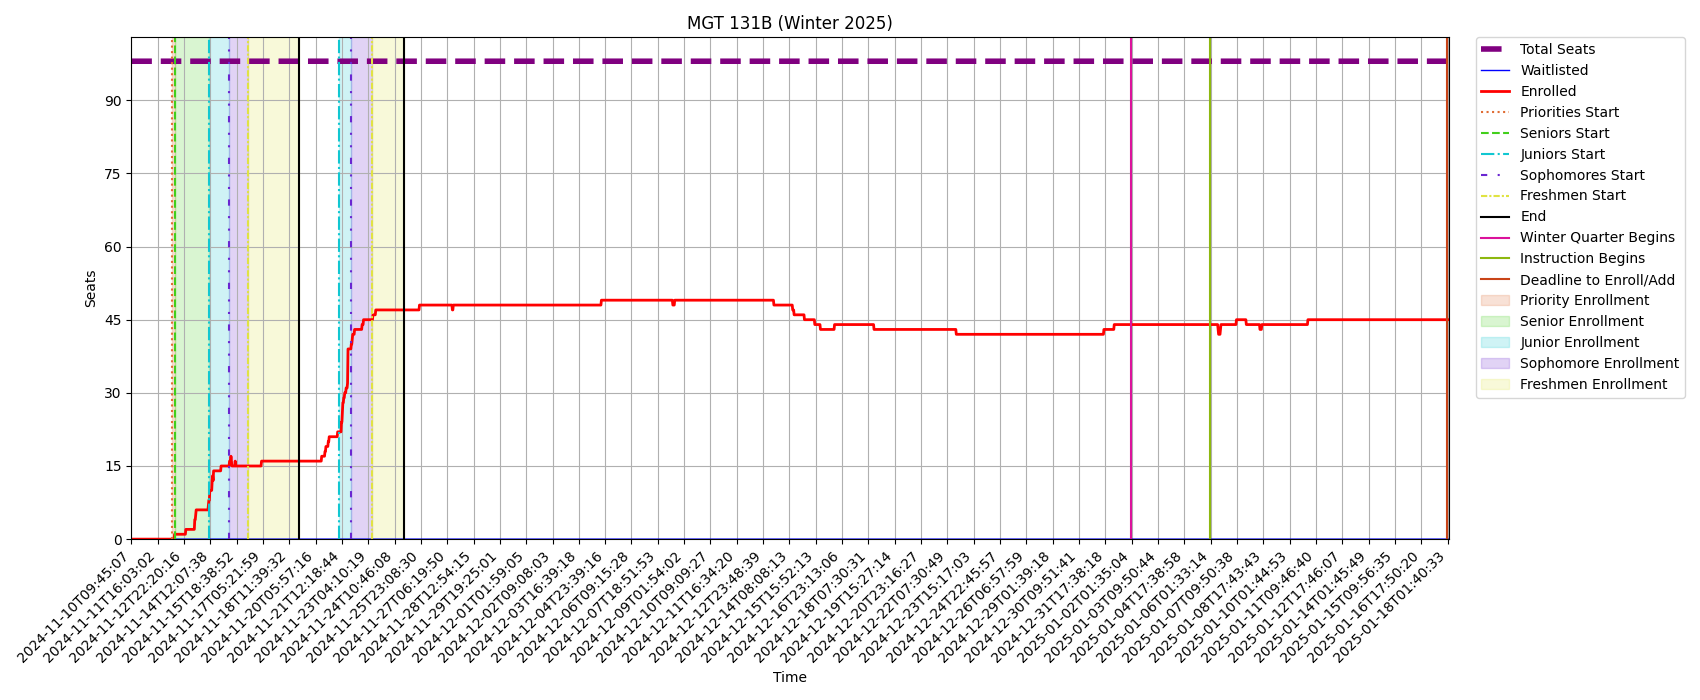 MGT 131B (Winter 2025)
Total Seats
Waitlisted
Enrolled
Priorities Start
Seniors Start
Juniors Start
Sophomores Start
Freshmen Start
End
Winter Quarter Begins
Instruction Begins
Deadline to Enroll/Add
Priority Enrollment
Senior Enrollment
Junior Enrollment
Sophomore Enrollment
Freshmen Enrollment
Seats
90
75
60
45
30
15
0
2024-11-10T09:45:07
2024-11-11T16:03:02
2024-11-12T22:20:16
2024-11-14T12:07:38
2024-11-15T18:38:52
2024-11-17T05:21:59
2024-11-18T11:39:32
2024-11-20T05:57:16
2024-11-21T12:18:44
2024-11-23T04:10:19
2024-11-24T10:46:08
2024-11-25T23:08:30
2024-11-27T06:19:50
2024-11-28T12:54:15
2024-11-29T19:25:01
2024-12-01T01:59:05
2024-12-02T09:08:03
2024-12-03T16:39:18
2024-12-04T23:39:16
2024-12-06T09:15:28
2024-12-07T18:51:53
2024-12-09T01:54:02
2024-12-10T09:09:27
2024-12-11T16:34:20
2024-12-12T23:48:39
2024-12-14T08:08:13
2024-12-15T15:52:13
2024-12-16T23:13:06
2024-12-18T07:30:31
2024-12-19T15:27:14
2024-12-20T23:16:27
2024-12-22T07:30:49
2024-12-23T15:17:03
2024-12-24T22:45:57
2024-12-26T06:57:59
2024-12-29T01:39:18
2024-12-30T09:51:41
2024-12-31T17:38:18
2025-01-02T01:35:04
2025-01-03T09:50:44
2025-01-04T17:38:58
2025-01-06T01:33:14
2025-01-07T09:50:38
2025-01-08T17:43:43
2025-01-10T01:44:53
2025-01-11T09:46:40
2025-01-12T17:46:07
2025-01-14T01:45:49
2025-01-15T09:56:35
2025-01-16T17:50:20
2025-01-18T01:40:33
Time